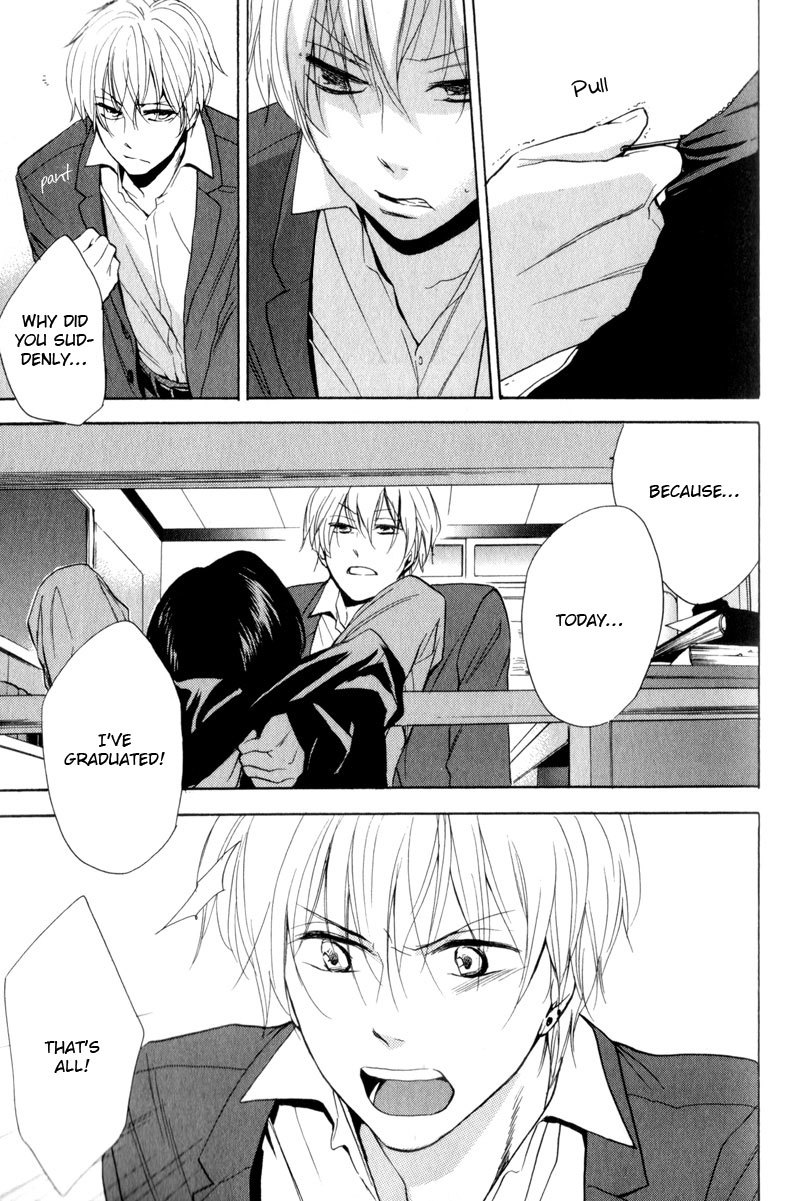 Pull
pant
WHY DID
YOU SUD-
DENLY...
BECAUSE...
TODAY...
I'VE
GRADUATED!
THAT'S
ALL!